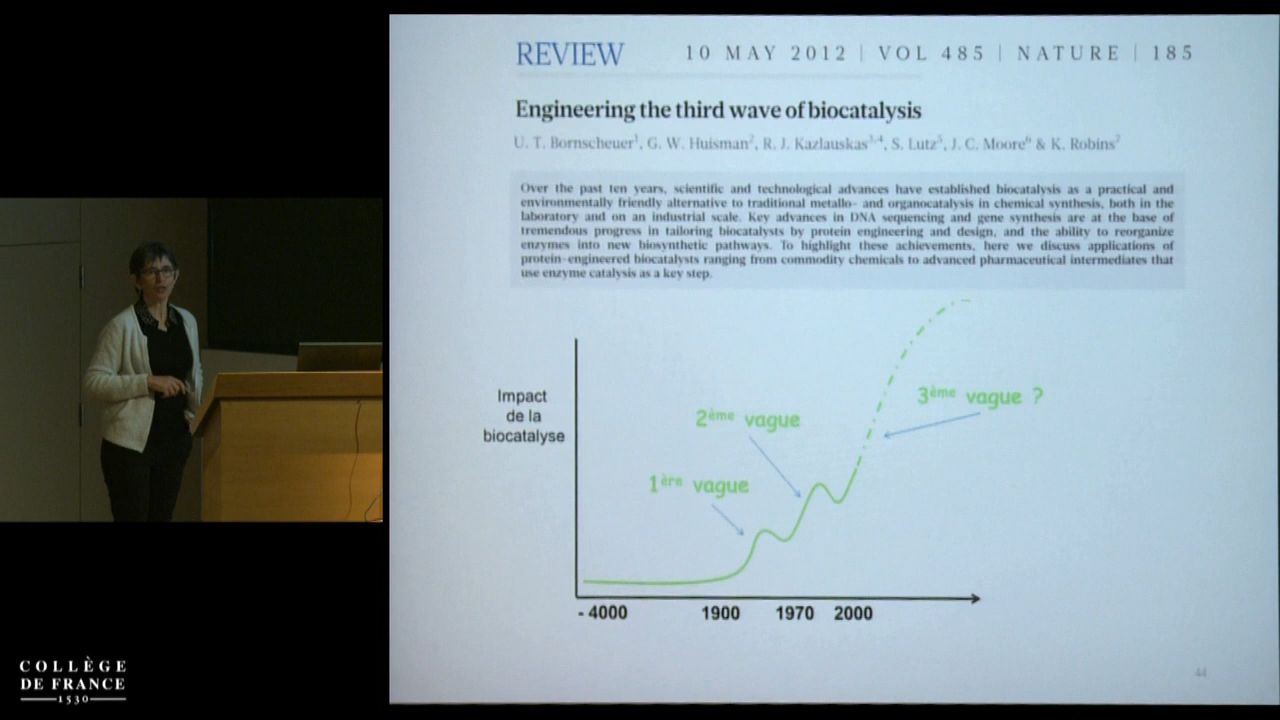 REVIEW 10 MAY 2012 | VOL 485 | NATURE | 185
Engineering the third wave of biocatalysis
U. T. Bornscheuer¹, G. W. Huisman², R. J. Kazlauskas³,⁴, S. Lutz⁵, J. C. Moore⁶ & K. Robins⁷
Over the past ten years, scientific and technological advances have established biocatalysis as a practical and
environmentally friendly alternative to traditional metallo- and organocatalysis in chemical synthesis, both in the
laboratory and on an industrial scale. Key advances in DNA sequencing and gene synthesis are at the base of
tremendous progress in tailoring biocatalysts by protein engineering and design, and the ability to reorganize
enzymes into new biosynthetic pathways. To highlight these achievements, here we discuss applications of
protein-engineered biocatalysts ranging from commodity chemicals to advanced pharmaceutical intermediates that
use enzyme catalysis as a key step.
Impact
de la
biocatalyse
1ère vague
2ème vague
3ème vague ?
- 4000 1900 1970 2000
44
COLLÈGE
DE FRANCE
1530